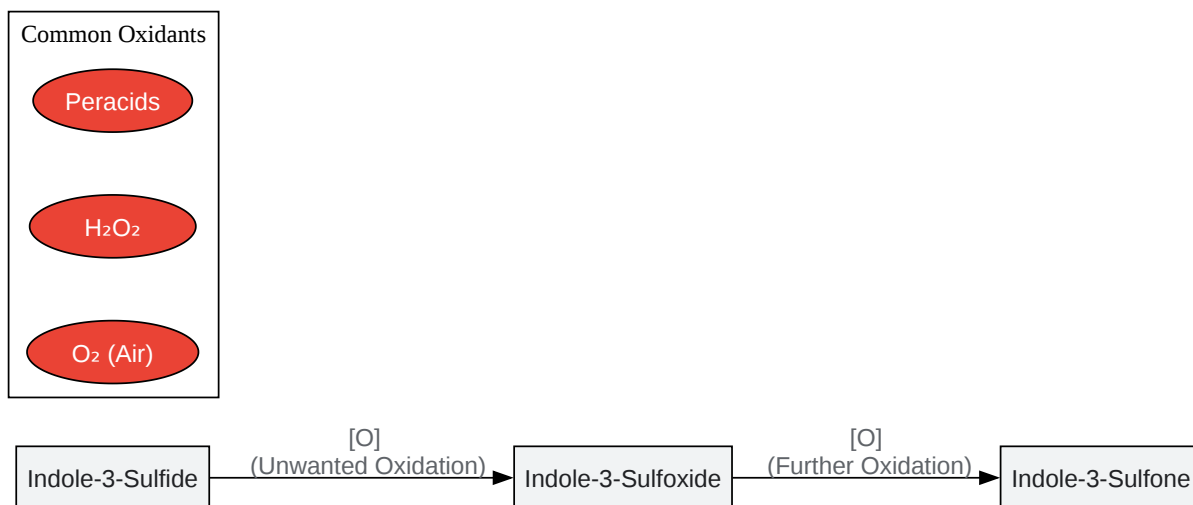 Common Oxidants
Peracids
H₂O₂
O₂ (Air)
[O]
(Unwanted Oxidation)
[O]
(Further Oxidation)
Indole-3-Sulfide
Indole-3-Sulfoxide
Indole-3-Sulfone